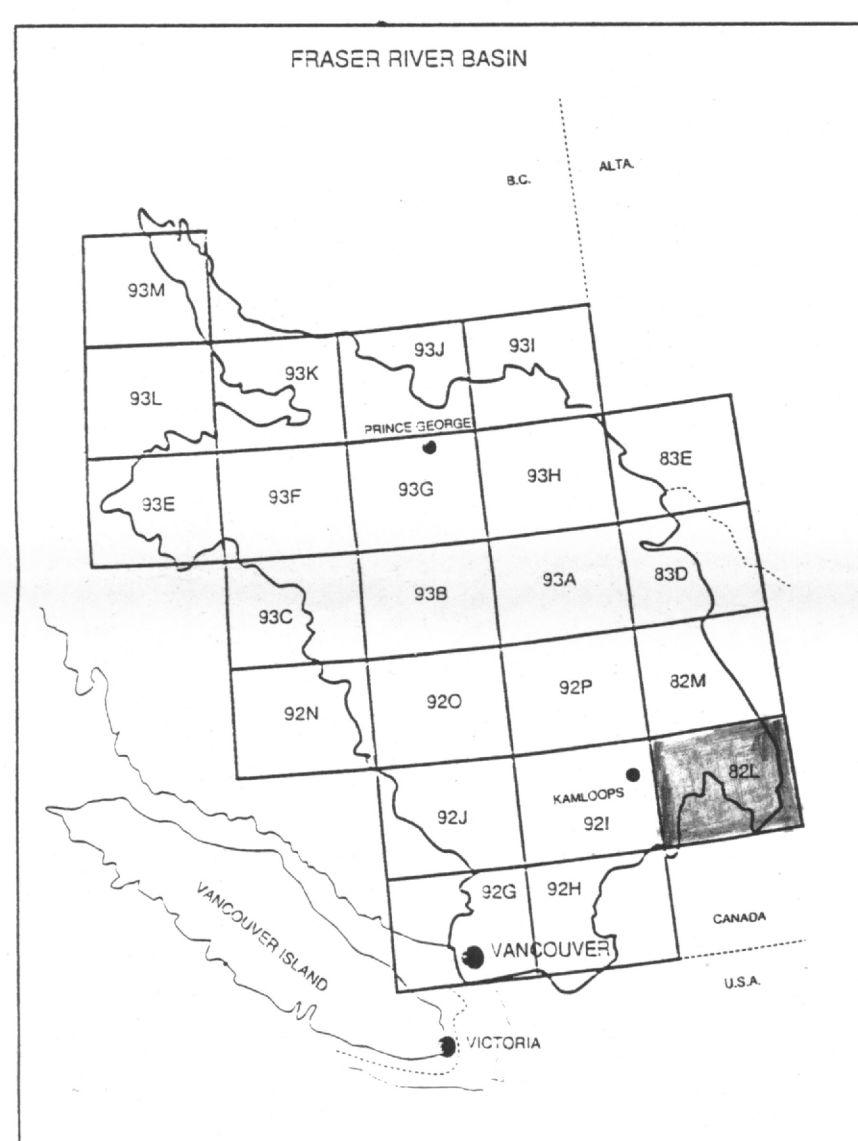 FRASER RIVER BASIN
B.C.
ALTA.
93M
93J
93I
93K
93L
PRINCE GEORGE
83E
93E
93F
93G
93H
93C
93B
93A
83D
92N
92O
92P
82M
82L
92J
KAMLOOPS
92I
92G
92H
CANADA
VANCOUVER
VANCOUVER ISLAND
U.S.A.
VICTORIA